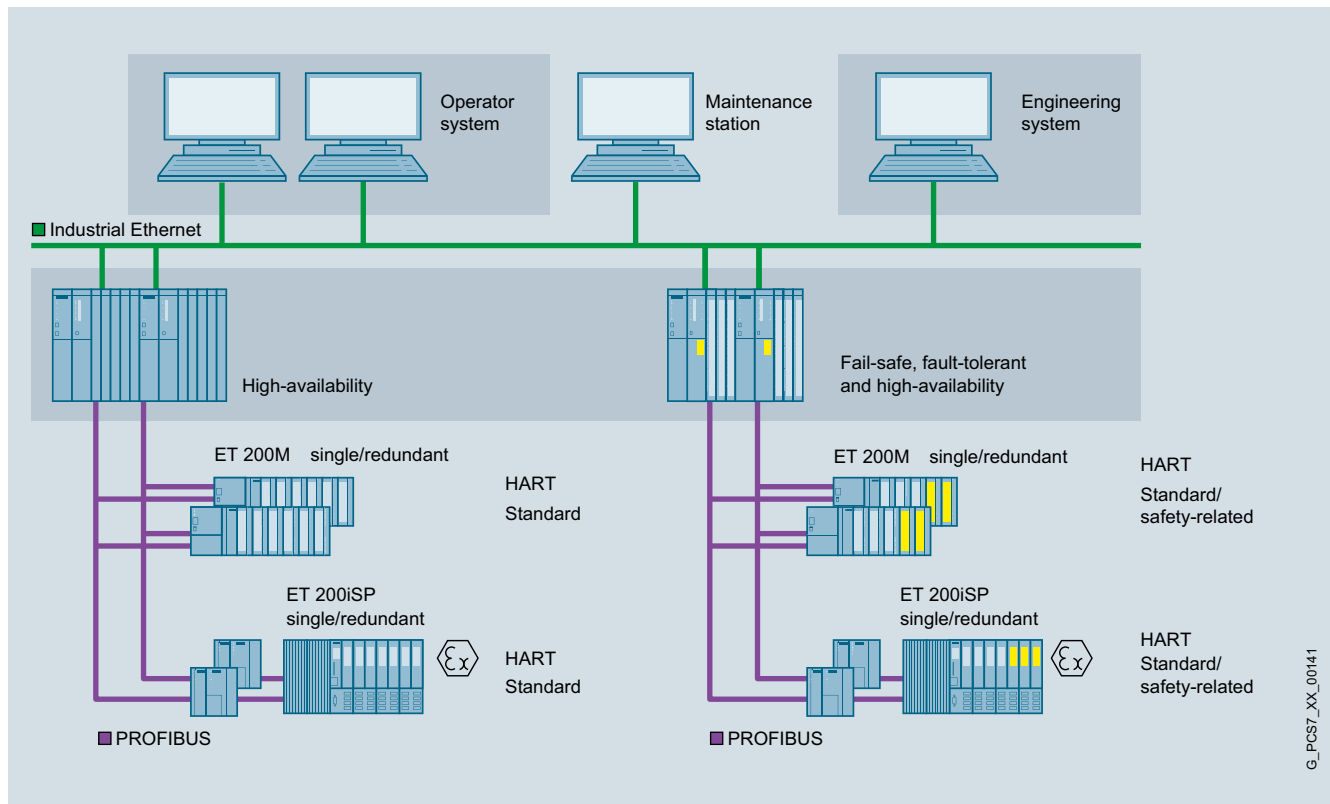 Operator
system
Maintenance
station
Engineering
system
Industrial Ethernet
High-availability
Fail-safe, fault-tolerant
and high-availability
ET 200M single/redundant
HART
Standard
ET 200M single/redundant
HART
Standard/
safety-related
ET 200iSP
single/redundant
Ex
HART
Standard
ET 200iSP
single/redundant
Ex
HART
Standard/
safety-related
PROFIBUS
PROFIBUS
G_PCS7_XX_00141